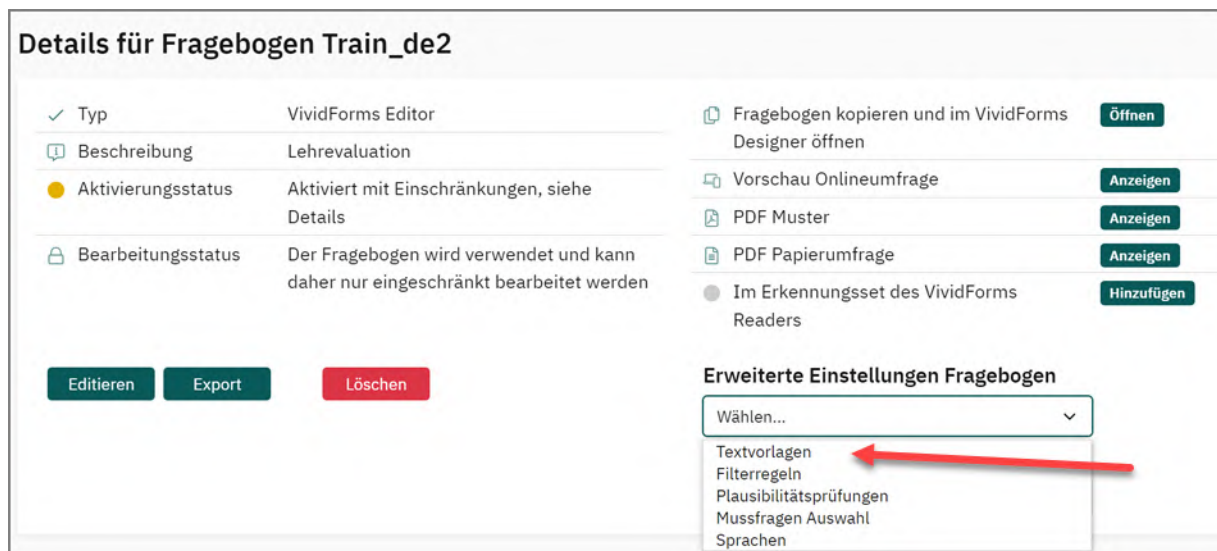 Details für Fragebogen Train_de2
Typ VividForms Editor
Beschreibung Lehrevaluation
Aktivierungsstatus Aktiviert mit Einschränkungen, siehe
Details
Bearbeitungsstatus Der Fragebogen wird verwendet und kann
daher nur eingeschränkt bearbeitet werden
Editieren Export Löschen
Fragebogen kopieren und im VividForms Öffnen
Designer öffnen
Vorschau Onlineumfrage Anzeigen
PDF Muster Anzeigen
PDF Papierumfrage Anzeigen
Im Erkennungsset des VividForms Hinzufügen
Readers
Erweiterte Einstellungen Fragebogen
Wählen...
Textvorlagen
Filterregeln
Plausibilitätsprüfungen
Mussfragen Auswahl
Sprachen